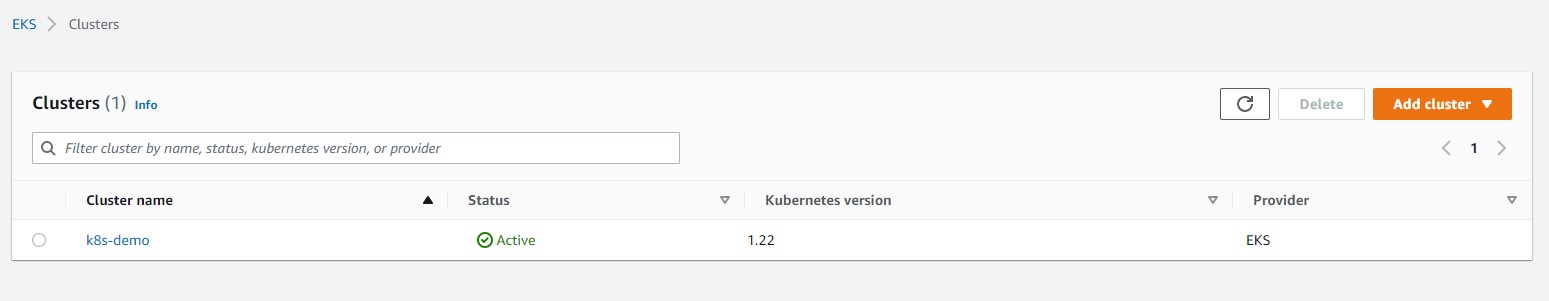 EKS > Clusters
Clusters (1) Info
Delete
Add cluster
Filter cluster by name, status, kubernetes version, or provider
1
Cluster name Status Kubernetes version Provider
k8s-demo Active 1.22 EKS